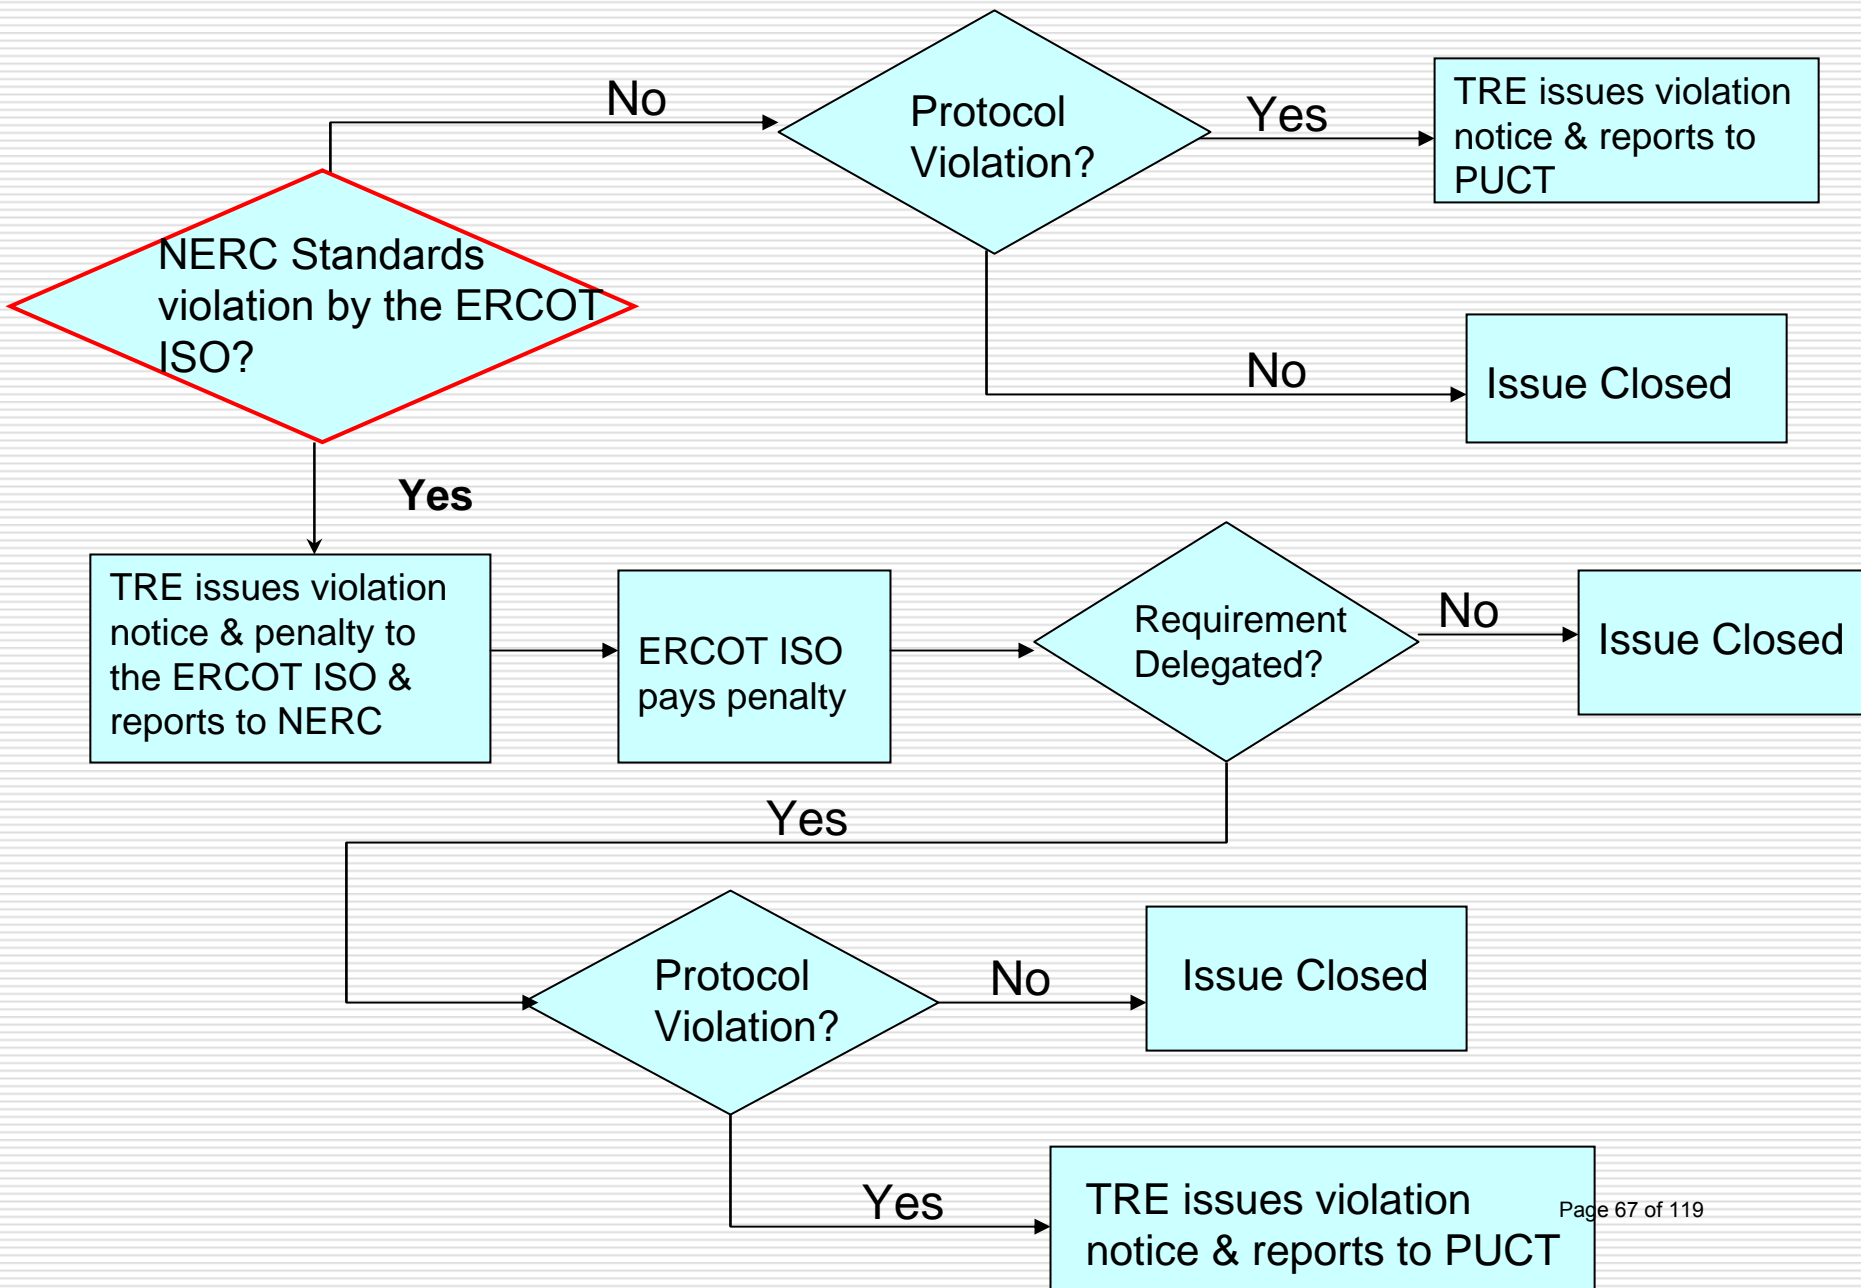 No
Protocol
Violation?
Yes
TRE issues violation
notice & reports to
PUCT
NERC Standards
violation by the ERCOT
ISO?
No
Issue Closed
Yes
TRE issues violation
notice & penalty to
the ERCOT ISO &
reports to NERC
ERCOT ISO
pays penalty
Requirement
Delegated?
No
Issue Closed
Yes
Protocol
Violation?
No
Issue Closed
Yes
TRE issues violation
notice & reports to PUCT
Page 67 of 119